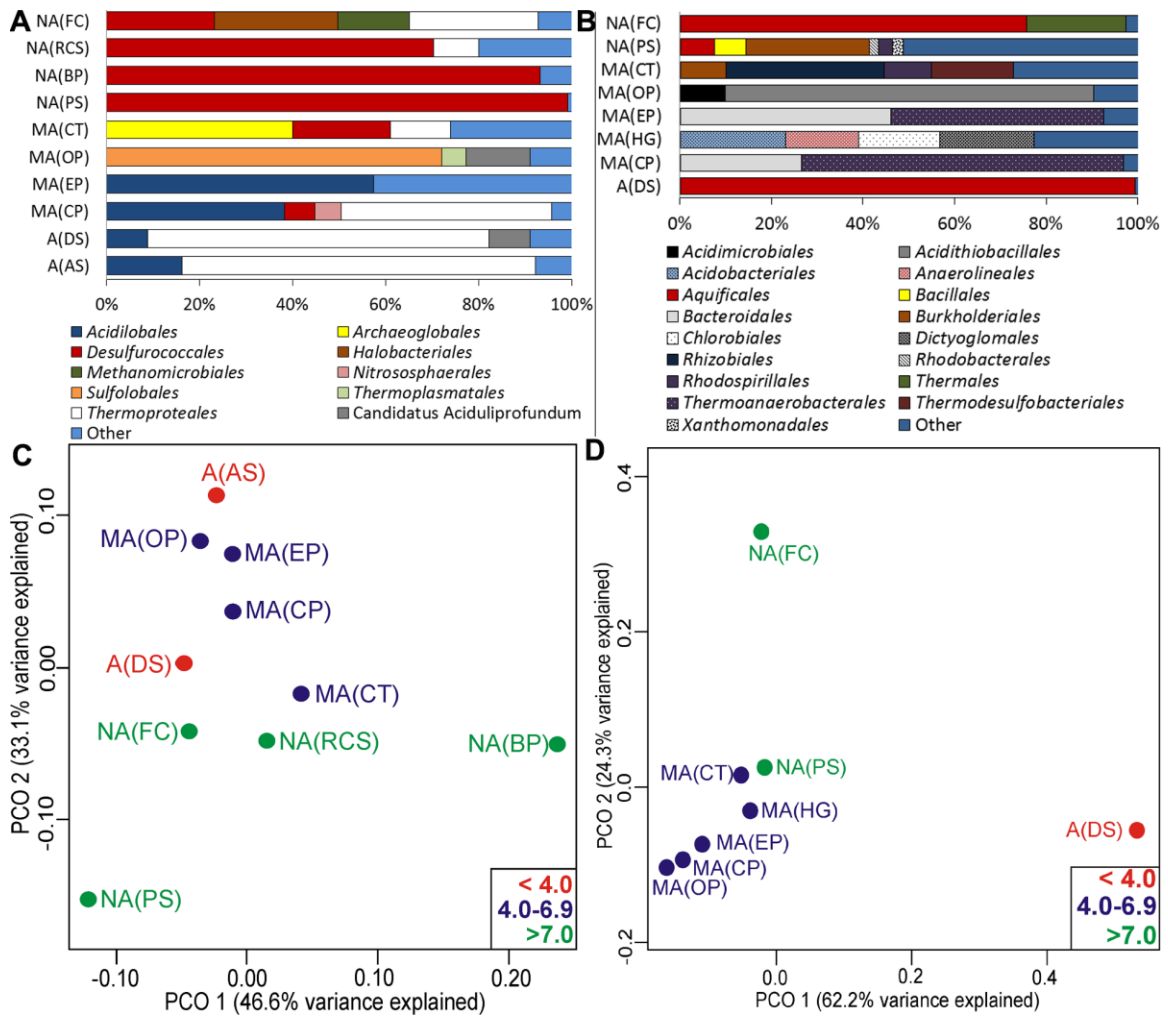 A
NA(FC)
NA(RCS)
NA(BP)
NA(PS)
MA(CT)
MA(OP)
MA(EP)
MA(CP)
A(DS)
A(AS)
0% 20% 40% 60% 80% 100%
Acidilobales Archaeoglobales
Desulfurococcales Halobacteriales
Methanomicrobiales Nitrososphaerales
Sulfolobales Thermoplasmatales
Thermoproteales Candidatus Aciduliprofundum
Other
B
NA(FC)
NA(PS)
MA(CT)
MA(OP)
MA(EP)
MA(HG)
MA(CP)
A(DS)
0% 20% 40% 60% 80% 100%
Acidimicrobiales Acidithiobacillales
Acidobacteriales Anaerolineales
Aquificales Bacillales
Bacteroidales Burkholderiales
Chlorobiales Dictyoglomales
Rhizobiales Rhodobacterales
Rhodospirillales Thermales
Thermoanaerobacterales Thermodesulfobacteriales
Xanthomonadales Other
C
PCO 2 (33.1% variance explained)
0.10
0.00
-0.10
A(AS)
MA(OP)
MA(EP)
MA(CP)
A(DS)
MA(CT)
NA(FC)
NA(RCS)
NA(BP)
NA(PS)
< 4.0
4.0-6.9
>7.0
-0.10 0.00 0.10 0.20
PCO 1 (46.6% variance explained)
D
PCO 2 (24.3% variance explained)
0.4
0.2
0.0
-0.2
NA(FC)
MA(CT)
NA(PS)
MA(HG)
MA(EP)
MA(CP)
MA(OP)
A(DS)
< 4.0
4.0-6.9
>7.0
0.0 0.2 0.4
PCO 1 (62.2% variance explained)